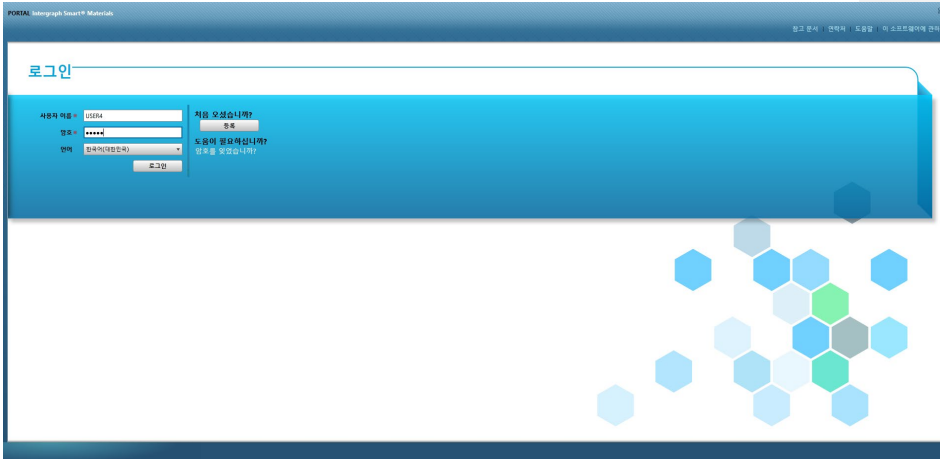 PORTAL Intergraph Smart® Materials
참고 문서 | 연락처 | 도움말 | 이 소프트웨어에 관하
로그인
사용자 이름 * USER4
암호 * •••••
언어 한국어(대한민국)
로그인
처음 오셨습니까?
등록
도움이 필요하십니까?
암호를 잊었습니까?